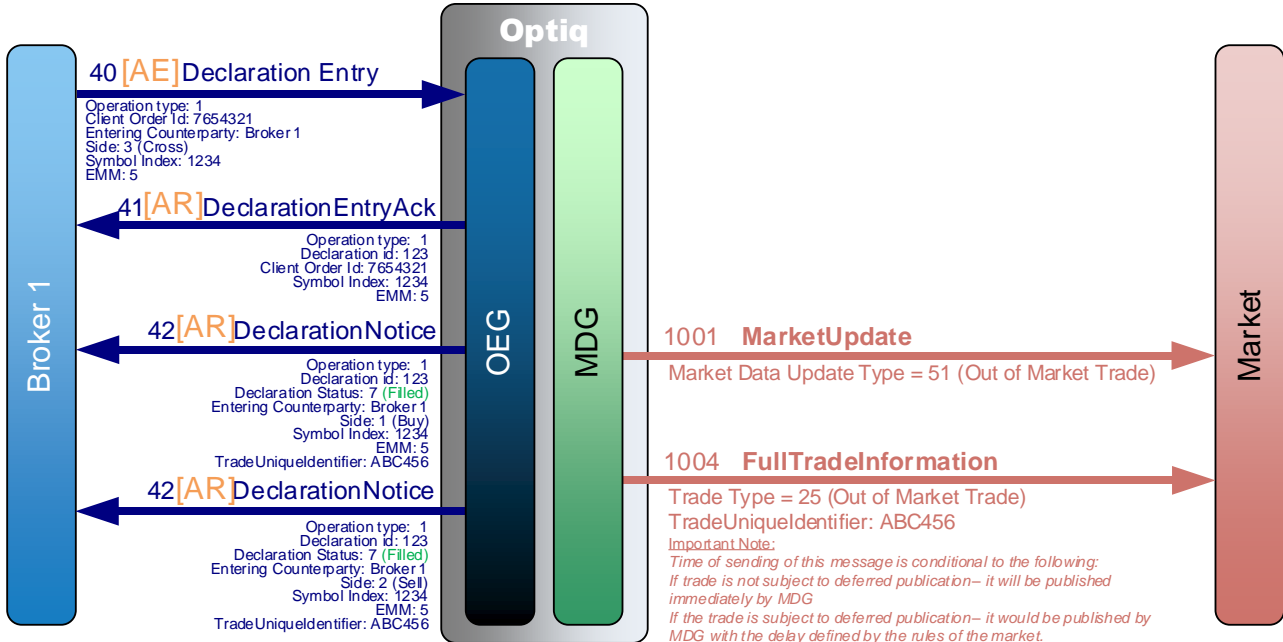 Optiq
Broker 1
40 [AE] Declaration Entry
Operation type: 1
Client Order Id: 7654321
Entering Counterparty: Broker 1
Side: 3 (Cross)
Symbol Index: 1234
EMM: 5
41 [AR] DeclarationEntryAck
Operation type: 1
Declaration id: 123
Client Order Id: 7654321
Symbol Index: 1234
EMM: 5
42 [AR] DeclarationNotice
Operation type: 1
Declaration id: 123
Declaration Status: 7 (Filled)
Entering Counterparty: Broker 1
Side: 1 (Buy)
Symbol Index: 1234
EMM: 5
TradeUniqueIdentifier: ABC456
42 [AR] DeclarationNotice
Operation type: 1
Declaration id: 123
Declaration Status: 7 (Filled)
Entering Counterparty: Broker 1
Side: 2 (Sell)
Symbol Index: 1234
EMM: 5
TradeUniqueIdentifier: ABC456
OEG
MDG
1001 MarketUpdate
Market Data Update Type = 51 (Out of Market Trade)
1004 FullTradeInformation
Trade Type = 25 (Out of Market Trade)
TradeUniqueIdentifier: ABC456
Important Note:
Time of sending of this message is conditional to the following:
If trade is not subject to deferred publication– it will be published
immediately by MDG
If the trade is subject to deferred publication– it would be published by
MDG with the delay defined by the rules of the market.
Market